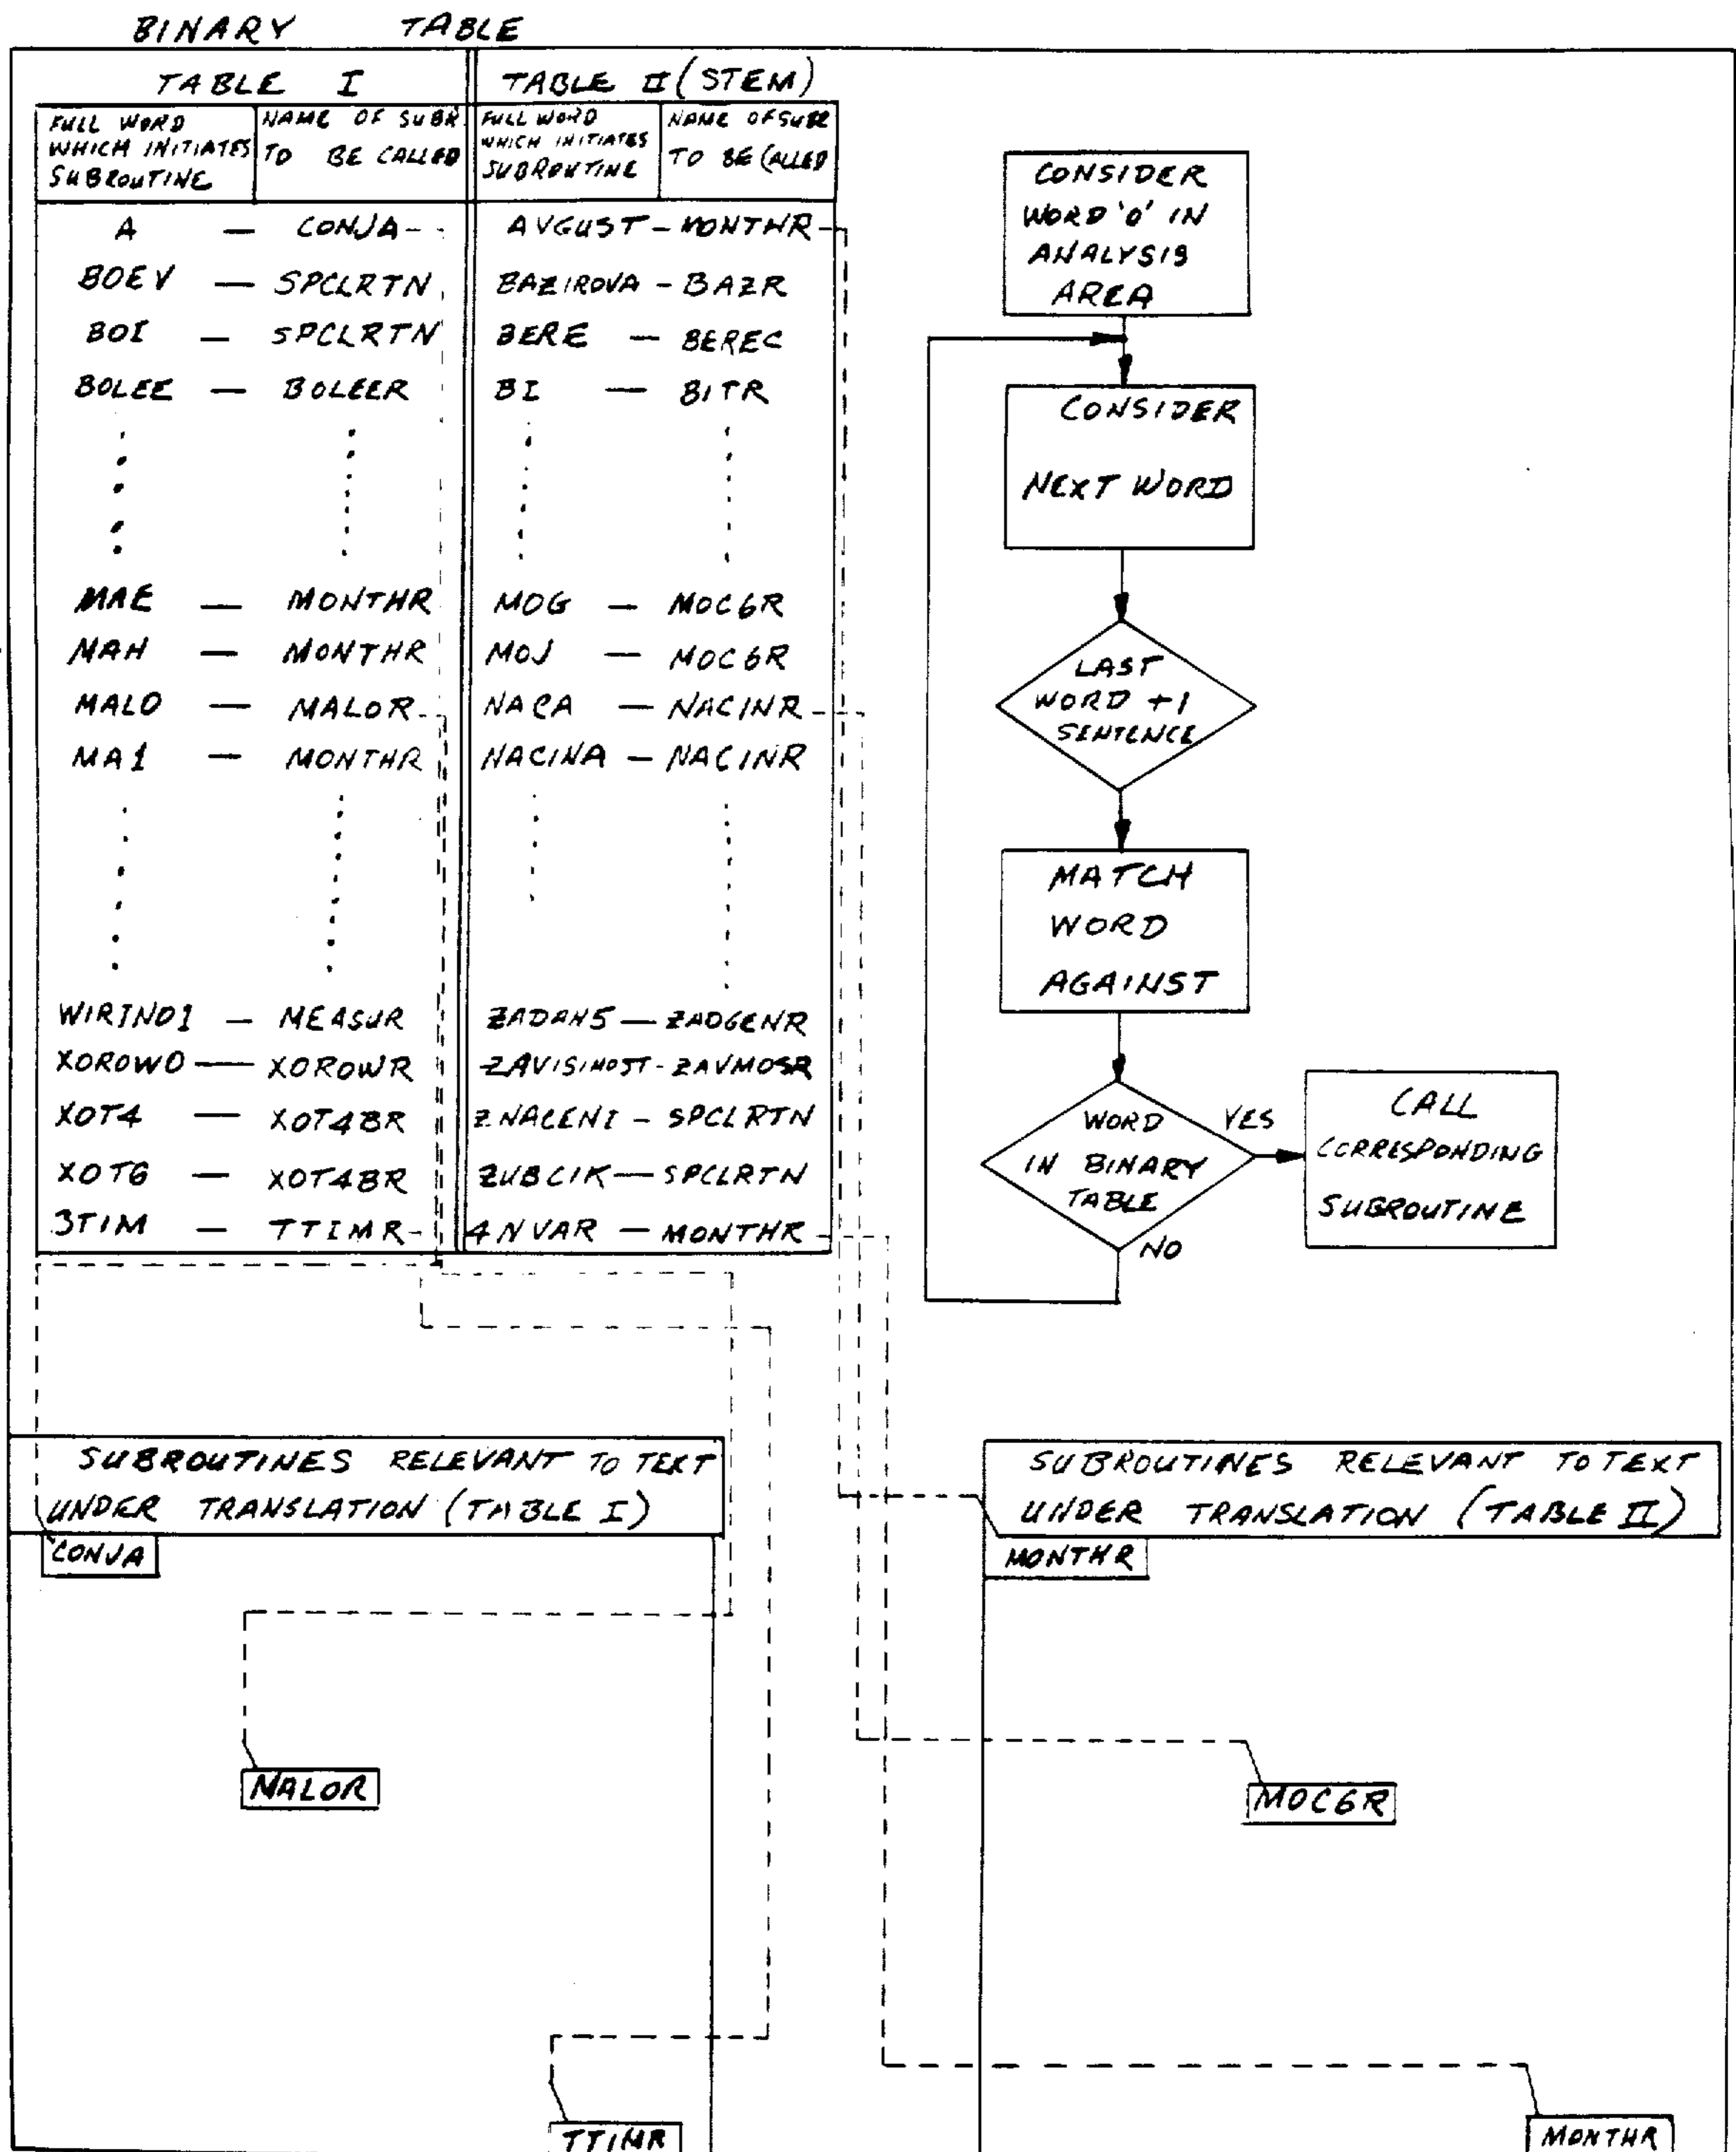 BINARY TABLE
TABLE I
TABLE II (STEM)
FULL WORD
WHICH INITIATES
SUBROUTINE
NAME OF SUBR
TO BE CALLED
FULL WORD
WHICH INITIATES
SUBROUTINE
NAME OF SUBR
TO BE CALLED
A — CONJA
AVGUST — MONTHR
BOEV — SPCLRTN
BAZIROVA — BAZR
BOI — SPCLRTN
BERE — BEREC
BOLEE — BOLEER
BI — BITR
MAE — MONTHR
MOG — MOC6R
MAH — MONTHR
MOJ — MOC6R
MALO — MALOR
NACA — NACINR
MA1 — MONTHR
NACINA — NACINR
WIRINOI — MEASUR
ZADAH5 — ZADGENR
XOROWO — XOROWR
ZAVISIMOST — ZAVMOSR
XOT4 — XOT4BR
ZNACENI — SPCLRTN
XOT6 — XOT4BR
ZUBCIK — SPCLRTN
3TIM — TTIMR
4NVAR — MONTHR
CONSIDER
WORD 'O' IN
ANALYSIS
AREA
CONSIDER
NEXT WORD
LAST
WORD +1
SENTENCE
MATCH
WORD
AGAINST
WORD
IN BINARY
TABLE
YES
NO
CALL
CORRESPONDING
SUBROUTINE
SUBROUTINES RELEVANT TO TEXT
UNDER TRANSLATION (TABLE I)
CONJA
MALOR
TTIMR
SUBROUTINES RELEVANT TO TEXT
UNDER TRANSLATION (TABLE II)
MONTHR
MOC6R
MONTHR